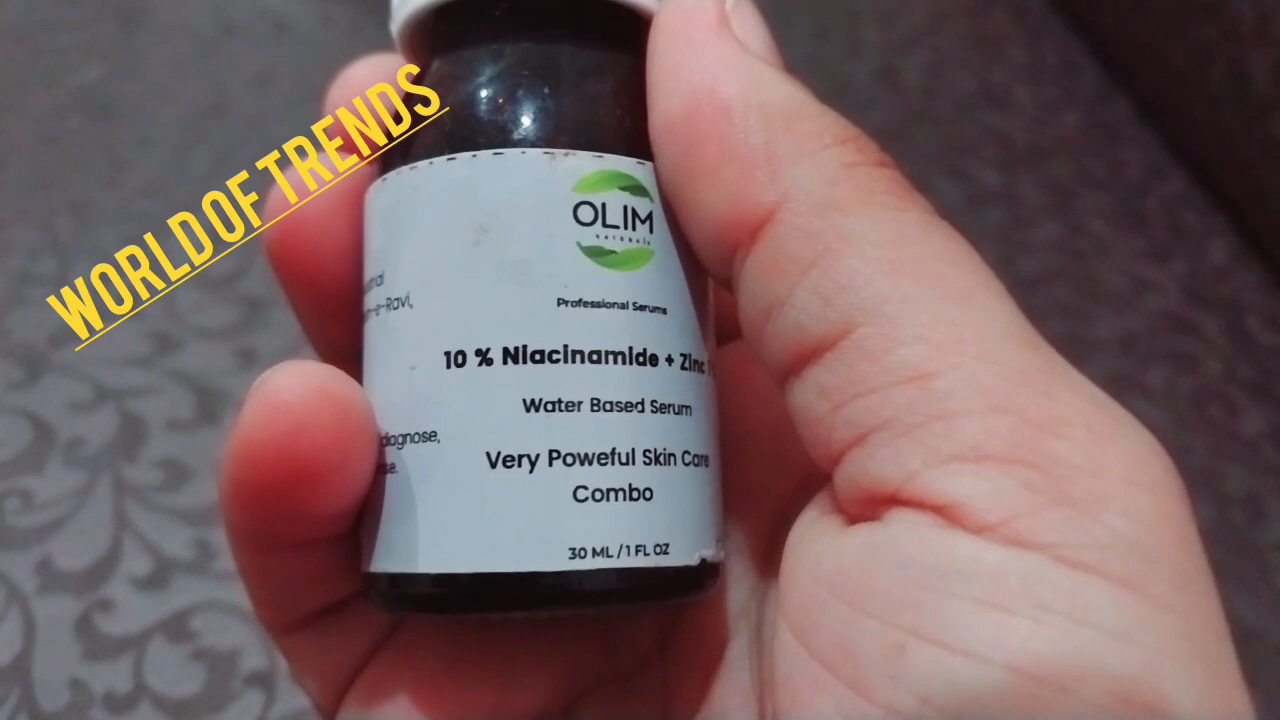 WORLD OF TRENDS
OLIM
NATURALS
Professional Serums
10 % Niacinamide + Zinc
Water Based Serum
Very Poweful Skin Care
Combo
30 ML / 1 FL OZ
diagnose,